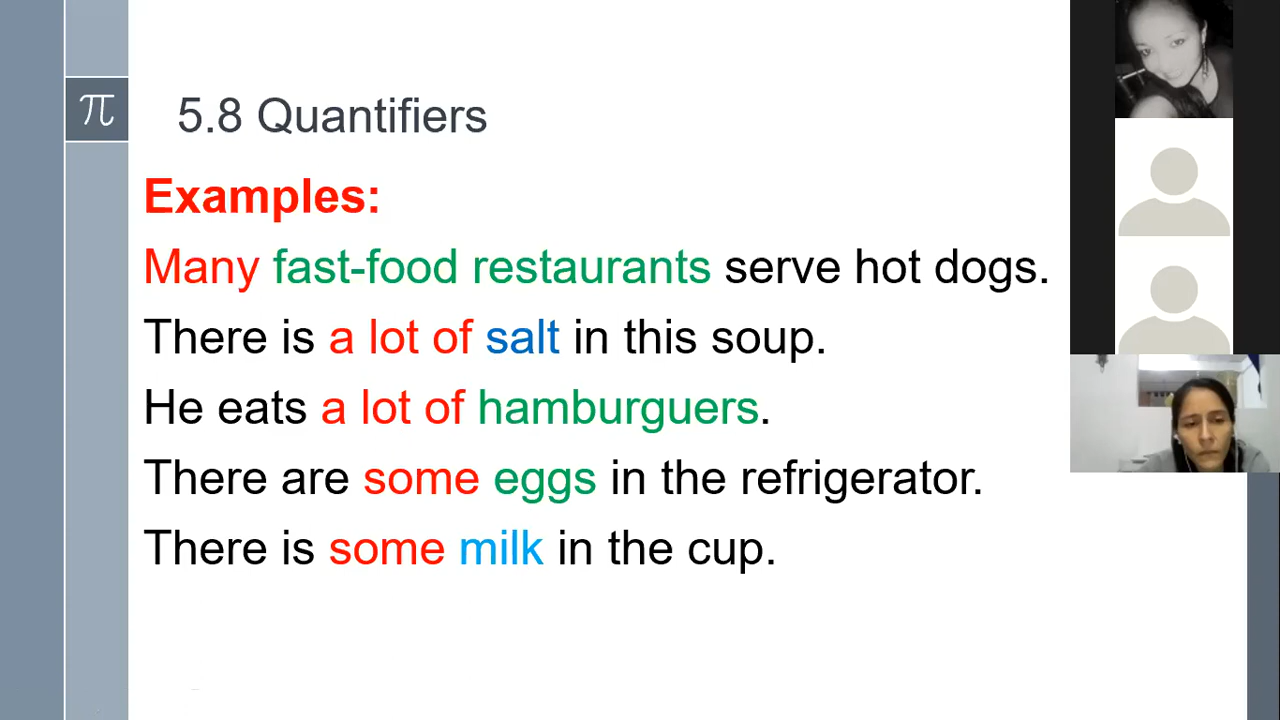 π
5.8 Quantifiers
Examples:
Many fast-food restaurants serve hot dogs.
There is a lot of salt in this soup.
He eats a lot of hamburguers.
There are some eggs in the refrigerator.
There is some milk in the cup.